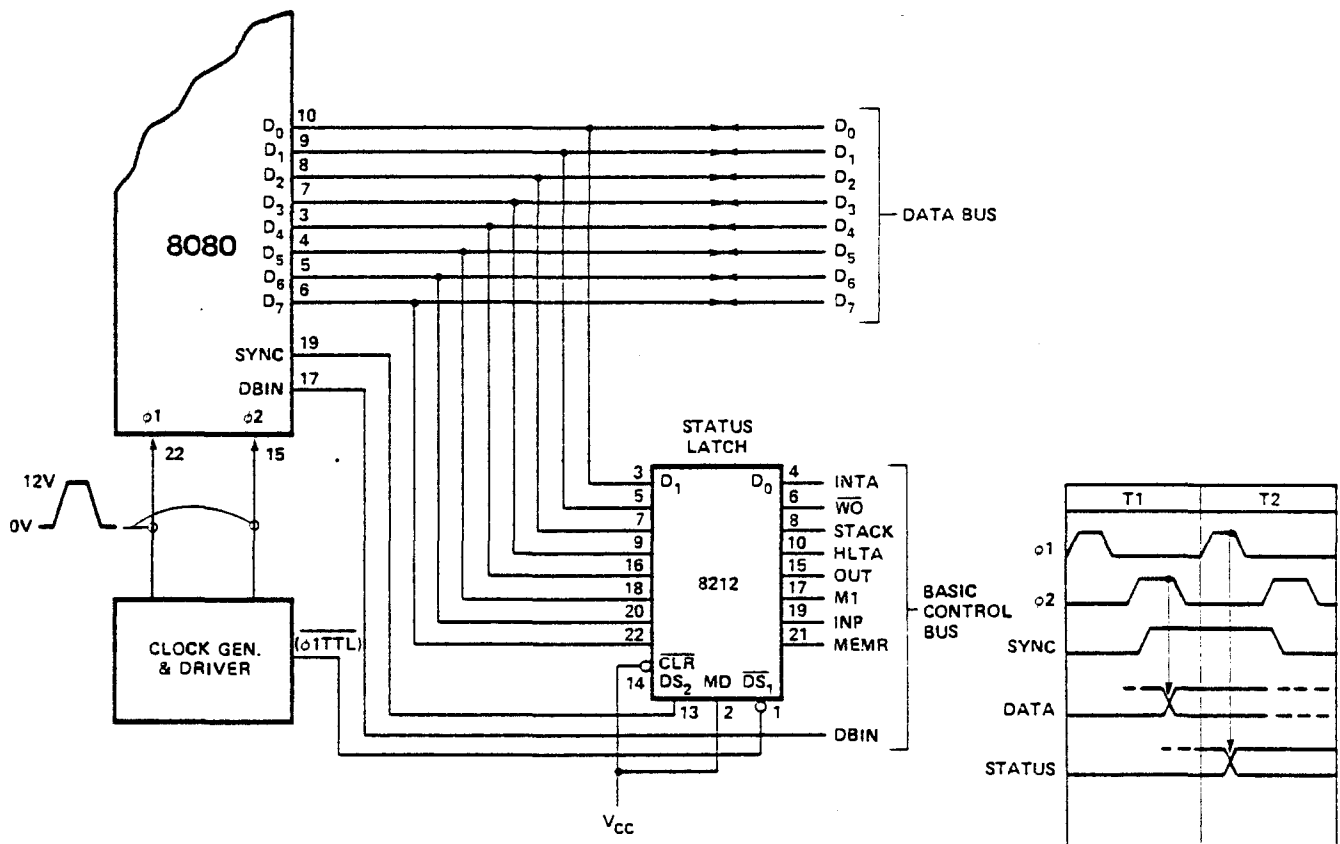 8080
D₀ 10
D₁ 9
D₂ 8
D₃ 7
D₄ 3
D₅ 4
D₆ 5
D₇ 6
SYNC 19
DBIN 17
φ1 φ2
22 15
12V
0V
CLOCK GEN.
& DRIVER
(φ1TTL)
D₀
D₁
D₂
D₃
D₄
D₅
D₆
D₇
DATA BUS
STATUS
LATCH
3 D₁ D₀ 4 INTA
5 6 WO
7 8 STACK
9 10 HLTA
16 15 OUT
18 17 M1
20 19 INP
22 21 MEMR
8212
CLR
14 DS₂ MD DS₁
13 2 1
DBIN
BASIC
CONTROL
BUS
V_CC
T1 T2
φ1
φ2
SYNC
DATA
STATUS